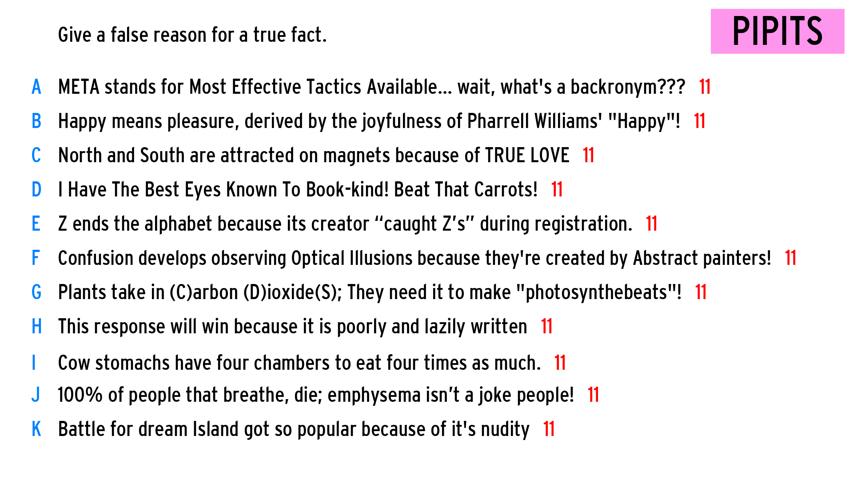 Give a false reason for a true fact.
PIPITS
A META stands for Most Effective Tactics Available... wait, what's a backronym??? 11
B Happy means pleasure, derived by the joyfulness of Pharrell Williams' "Happy"! 11
C North and South are attracted on magnets because of TRUE LOVE 11
D I Have The Best Eyes Known To Book-kind! Beat That Carrots! 11
E Z ends the alphabet because its creator “caught Z’s” during registration. 11
F Confusion develops observing Optical Illusions because they're created by Abstract painters! 11
G Plants take in (C)arbon (D)ioxide(S); They need it to make "photosynthebeats"! 11
H This response will win because it is poorly and lazily written 11
I Cow stomachs have four chambers to eat four times as much. 11
J 100% of people that breathe, die; emphysema isn’t a joke people! 11
K Battle for dream Island got so popular because of it's nudity 11